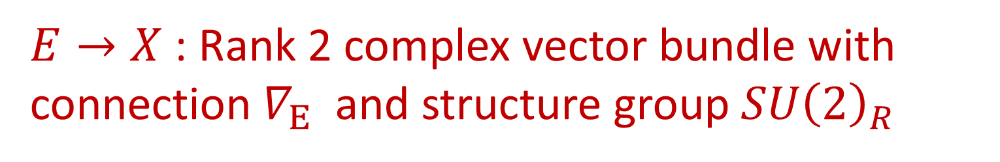 E → X : Rank 2 complex vector bundle with
connection ∇_E and structure group SU(2)_R